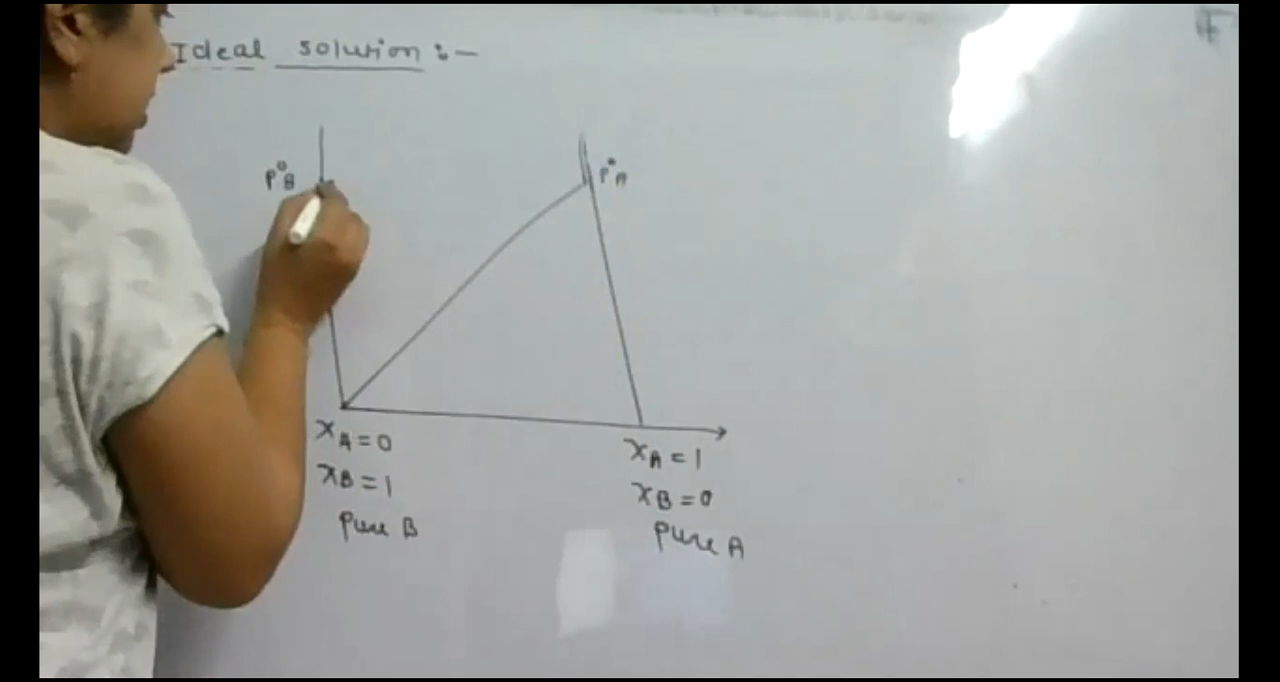 Ideal solution :-
P°B P°A
xA = 0 xA = 1
xB = 1 xB = 0
Pure B Pure A